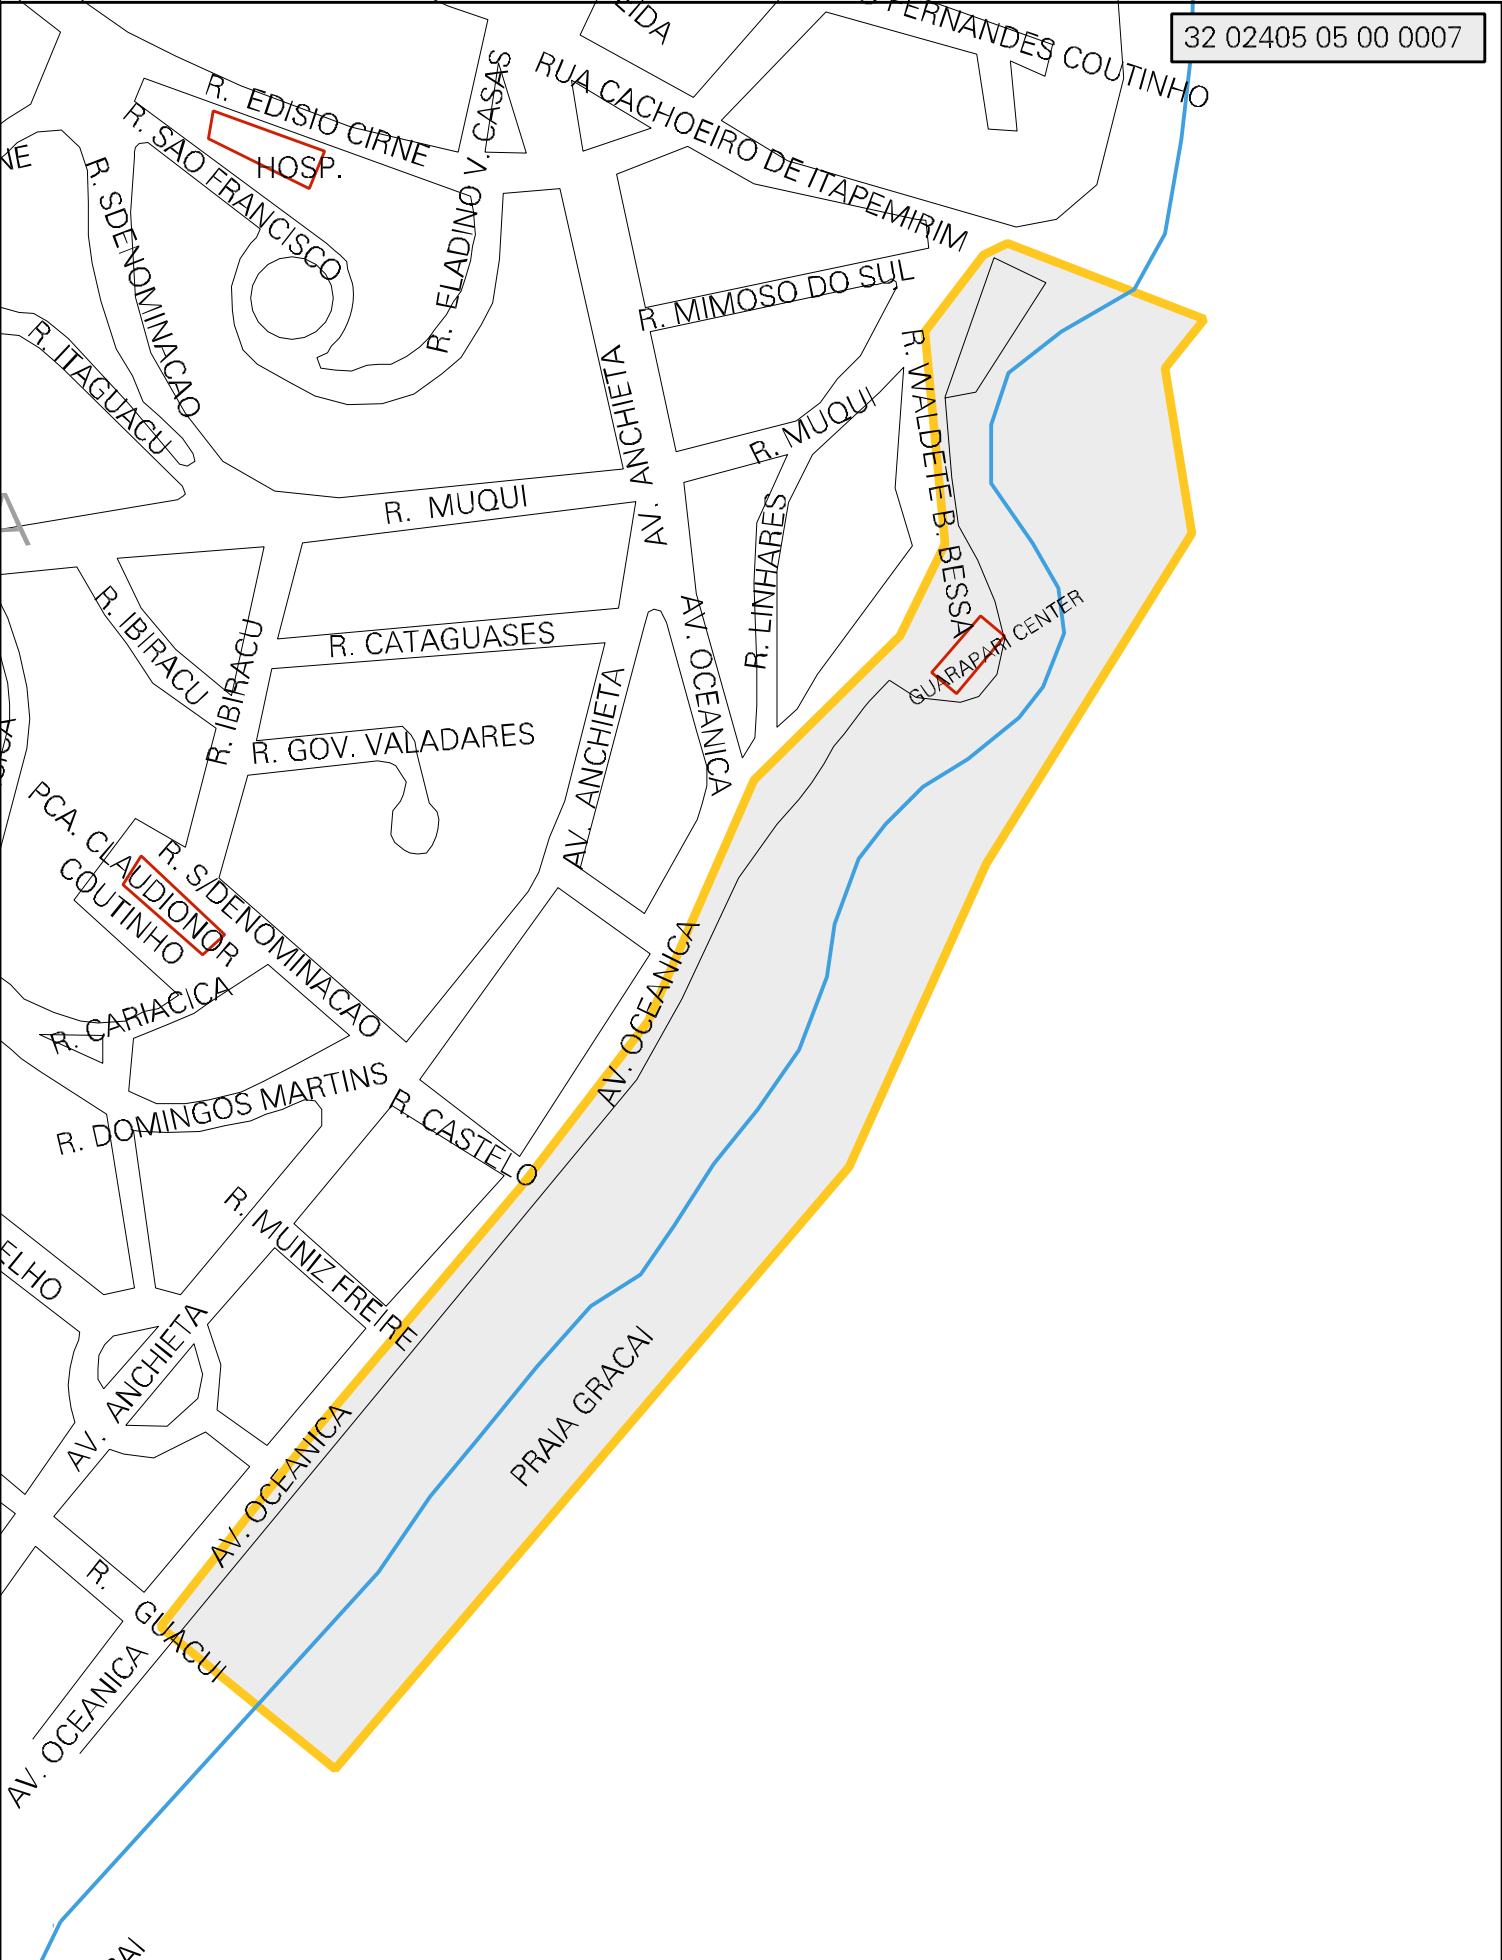 32 02405 05 00 0007
FERNANDES COUTINHO
RUA CACHOEIRO DE ITAPEMIRIM
R. EDISIO CIRNE
HOSP.
R. SAO FRANCISCO
R. SDENOMINACAO
R. ELADINO V. CASAS
R. MIMOSO DO SUL
R. ITAGUACU
AV. ANCHIETA
R. MUQUI
R. WALDETE B. BESSA
R. MUQUI
R. LINHARES
GUARAPARI CENTER
R. IBIRACU
R. IBIRACU
R. CATAGUASES
AV. OCEANICA
R. GOV. VALADARES
AV. ANCHIETA
PCA. CLAUDIONOR
COUTINHO
R. S/DENOMINACAO
R. CARIACICA
AV. OCEANICA
R. DOMINGOS MARTINS
R. CASTELO
R. MUNIZ FREIRE
ELHO
AV. ANCHIETA
PRAIA GRACAI
AV. OCEANICA
R. GUACUI
AV. OCEANICA